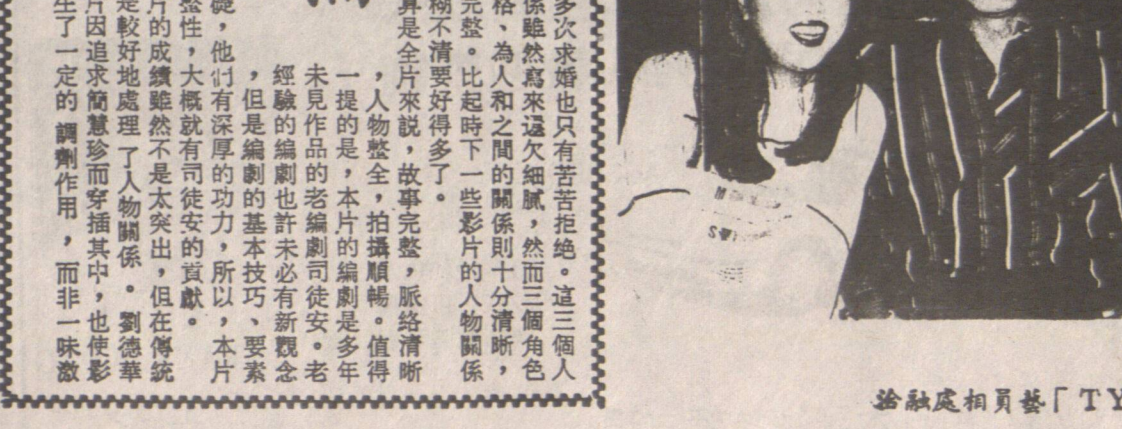 多次求婚也只有苦苦拒绝。這三個人
係雖然寫來還欠細膩,然而三個角色
格、為人和之間的關係則十分清晰,
完整。比起時下一些影片的人物關係
糊不清要好得多了。
算是全片來説,故事完整,脈絡清晰
,人物整全,拍攝順暢。值得
一提的是,本片的編劇是多年
未見作品的老編劇司徒安。老
經驗的編劇也許未必有新觀念
,但是編劇的基本技巧、要素
礎,他们有深厚的功力,所以,本片
整性,大概就有司徒安的貢獻。
片的成績雖然不是太突出,但在傳統
是較好地處理了人物關係。劉德華
片因追求簡慧珍而穿插其中,也使影
生了一定的調劑作用,而非一味激
TY「藝員相處融洽